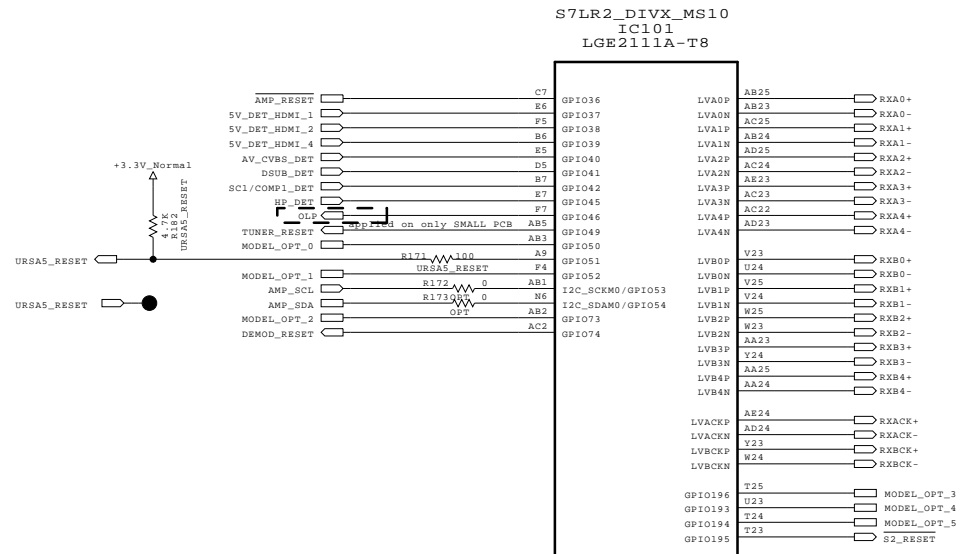 S7LR2_DIVX_MS10
IC101
LGE2111A-T8
AMP_RESET C7 GPIO36
5V_DET_HDMI_1 E6 GPIO37
5V_DET_HDMI_2 F5 GPIO38
5V_DET_HDMI_4 B6 GPIO39
AV_CVBS_DET E5 GPIO40
DSUB_DET D5 GPIO41
SC1/COMP1_DET B7 GPIO42
HP_DET E7 GPIO45
OLP F7 GPIO46
applied on only SMALL PCB
TUNER_RESET AB5 GPIO49
MODEL_OPT_0 AB3 GPIO50
+3.3V_Normal
4.7K
R182
URSA5_RESET
URSA5_RESET R171 100 A9 GPIO51
URSA5_RESET
MODEL_OPT_1 F4 GPIO52
AMP_SCL R172 0 AB1 I2C_SCKM0/GPIO53
OPT
AMP_SDA R173 0 N6 I2C_SDAM0/GPIO54
OPT
URSA5_RESET
MODEL_OPT_2 AB2 GPIO73
DEMOD_RESET AC2 GPIO74
LVA0P AB25 RXA0+
LVA0N AB23 RXA0-
LVA1P AC25 RXA1+
LVA1N AB24 RXA1-
LVA2P AD25 RXA2+
LVA2N AC24 RXA2-
LVA3P AE23 RXA3+
LVA3N AC23 RXA3-
LVA4P AC22 RXA4+
LVA4N AD23 RXA4-
LVB0P V23 RXB0+
LVB0N U24 RXB0-
LVB1P V25 RXB1+
LVB1N V24 RXB1-
LVB2P W25 RXB2+
LVB2N W23 RXB2-
LVB3P AA23 RXB3+
LVB3N Y24 RXB3-
LVB4P AA25 RXB4+
LVB4N AA24 RXB4-
LVACKP AE24 RXACK+
LVACKN AD24 RXACK-
LVBCKP Y23 RXBCK+
LVBCKN W24 RXBCK-
GPIO196 T25 MODEL_OPT_3
GPIO193 U23 MODEL_OPT_4
GPIO194 T24 MODEL_OPT_5
GPIO195 T23 S2_RESET